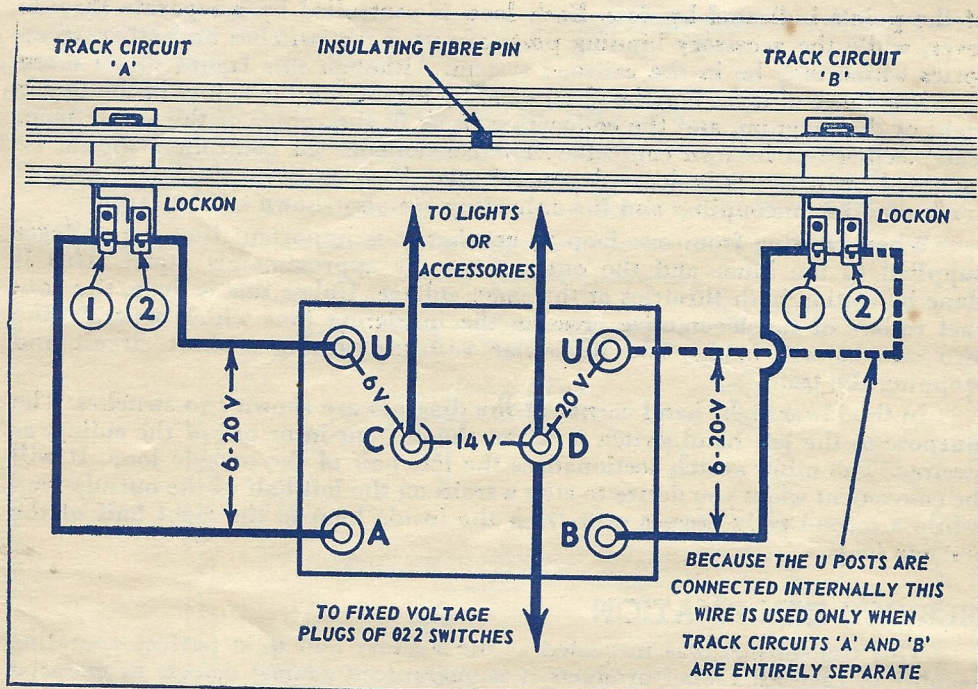 TRACK CIRCUIT
'A'
INSULATING FIBRE PIN
TRACK CIRCUIT
'B'
LOCKON
LOCKON
1
2
1
2
TO LIGHTS
OR
ACCESSORIES
U
U
6V
20 V
C
14 V
D
6-20 V
6-20-V
A
B
TO FIXED VOLTAGE
PLUGS OF 022 SWITCHES
BECAUSE THE U POSTS ARE
CONNECTED INTERNALLY THIS
WIRE IS USED ONLY WHEN
TRACK CIRCUITS 'A' AND 'B'
ARE ENTIRELY SEPARATE